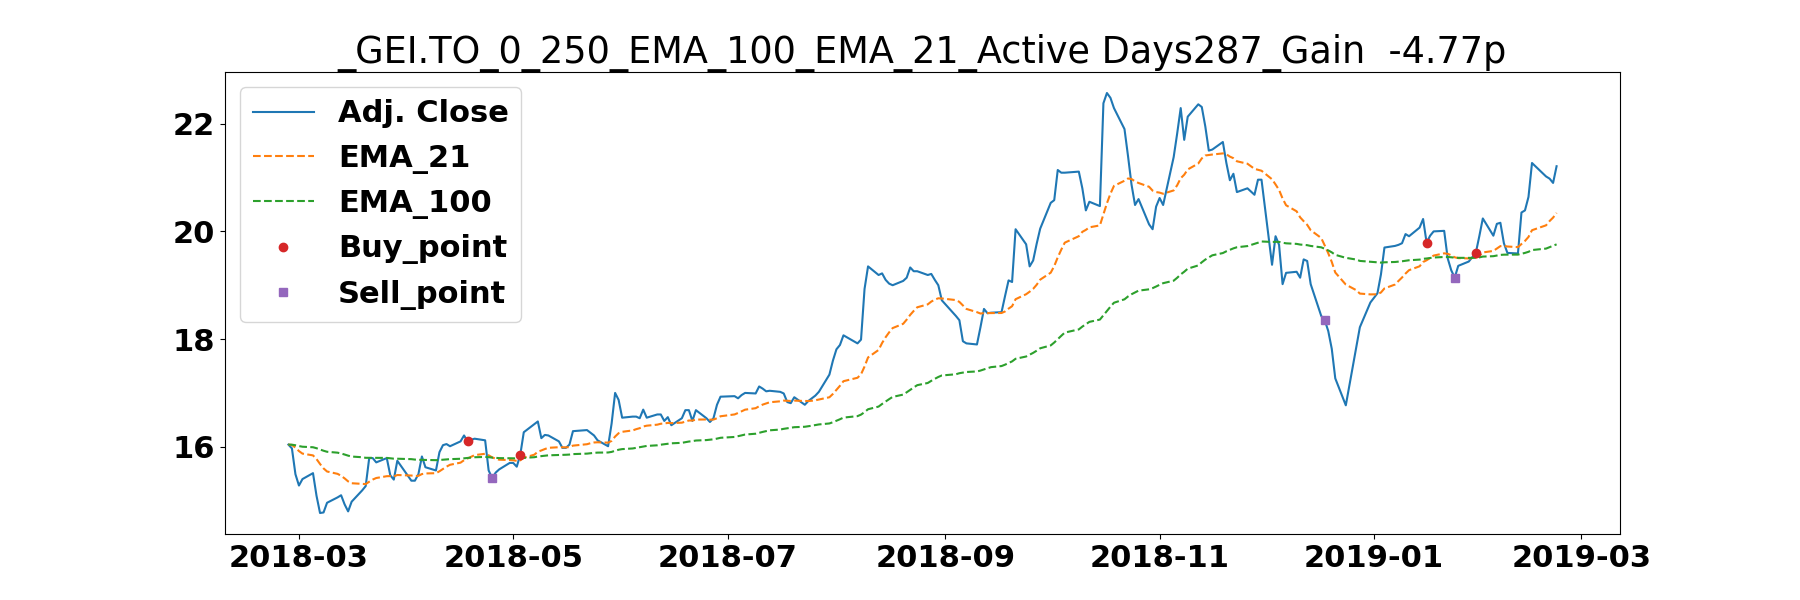 _GEI.TO_0_250_EMA_100_EMA_21_Active Days287_Gain  -4.77p
Adj. Close
EMA_21
EMA_100
Buy_point
Sell_point
22
20
18
16
2018-03 2018-05 2018-07 2018-09 2018-11 2019-01 2019-03